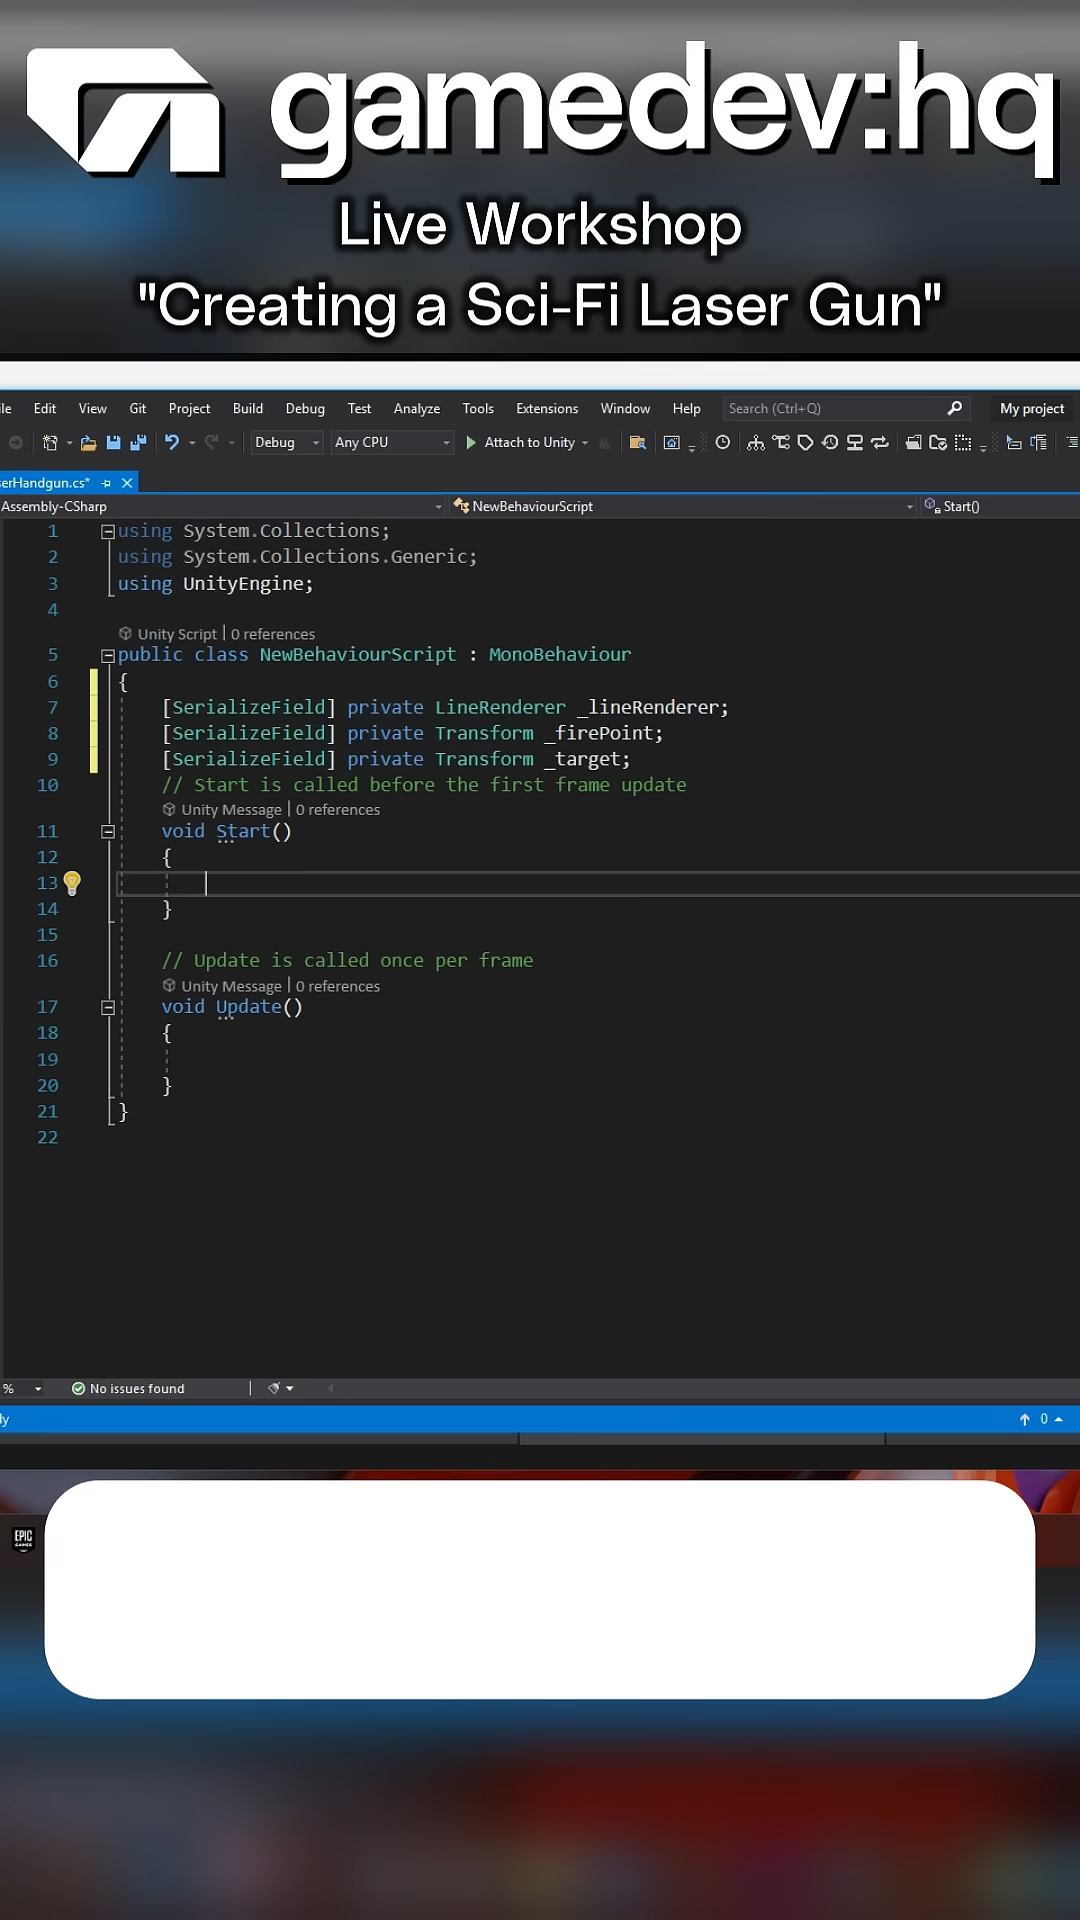 gamedev:hq
Live Workshop
"Creating a Sci-Fi Laser Gun"
ile Edit View Git Project Build Debug Test Analyze Tools Extensions Window Help Search (Ctrl+Q) My project
Debug Any CPU Attach to Unity
serHandgun.cs*
Assembly-CSharp NewBehaviourScript Start()
1 using System.Collections;
2 using System.Collections.Generic;
3 using UnityEngine;
4
Unity Script | 0 references
5 public class NewBehaviourScript : MonoBehaviour
6 {
7 [SerializeField] private LineRenderer _lineRenderer;
8 [SerializeField] private Transform _firePoint;
9 [SerializeField] private Transform _target;
10 // Start is called before the first frame update
Unity Message | 0 references
11 void Start()
12 {
13
14 }
15
16 // Update is called once per frame
Unity Message | 0 references
17 void Update()
18 {
19
20 }
21 }
22
% No issues found
dy 0
EPIC
GAMES